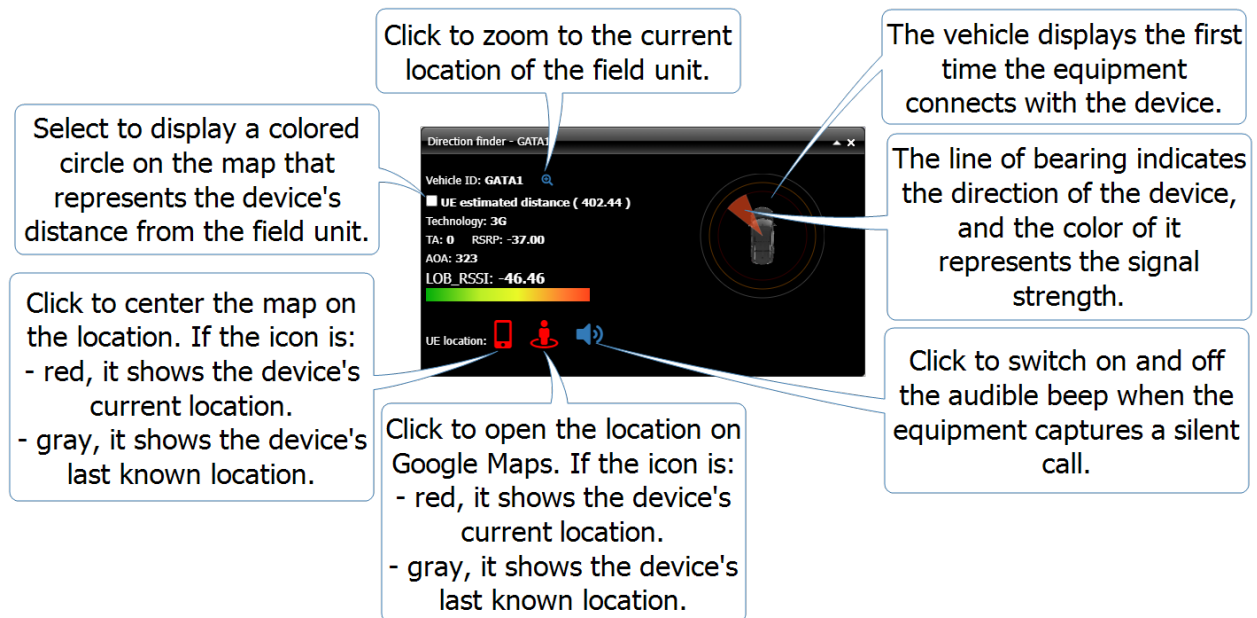 Click to zoom to the current
location of the field unit.
The vehicle displays the first
time the equipment
connects with the device.
Select to display a colored
circle on the map that
represents the device's
distance from the field unit.
Direction finder - GATA1
Vehicle ID: GATA1
UE estimated distance ( 402.44 )
Technology: 3G
TA: 0 RSRP: -37.00
AOA: 323
LOB_RSSI: -46.46
UE location:
The line of bearing indicates
the direction of the device,
and the color of it
represents the signal
strength.
Click to center the map on
the location. If the icon is:
- red, it shows the device's
current location.
- gray, it shows the device's
last known location.
Click to open the location on
Google Maps. If the icon is:
- red, it shows the device's
current location.
- gray, it shows the device's
last known location.
Click to switch on and off
the audible beep when the
equipment captures a silent
call.